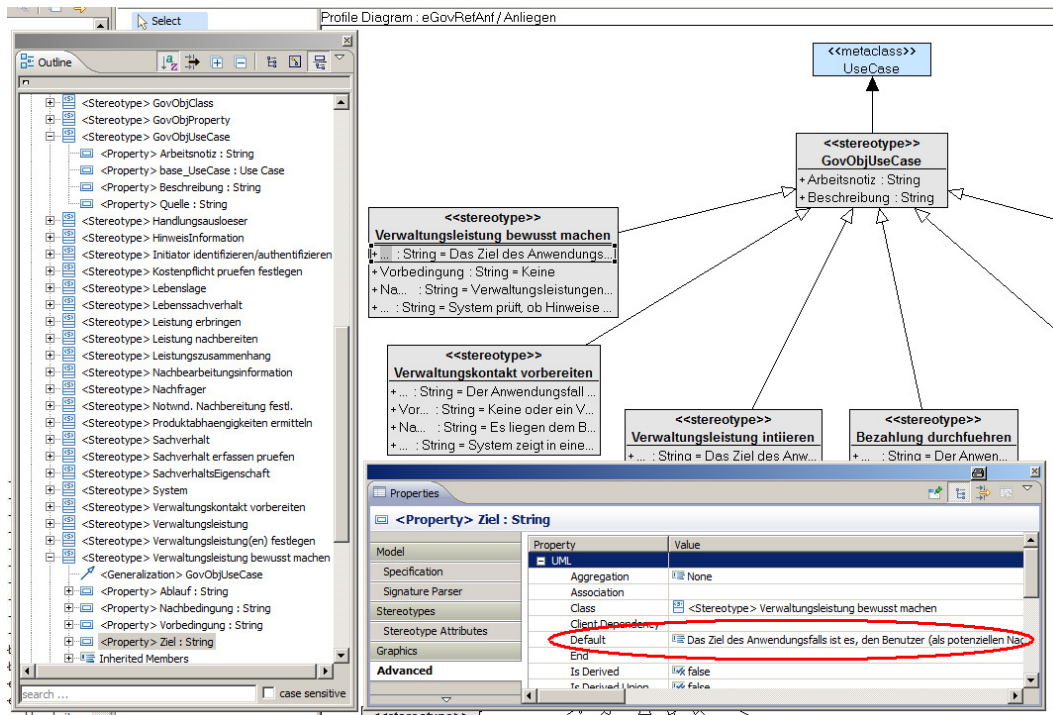 Select
Profile Diagram : eGovRefAnf / Anliegen
Outline
<Stereotype> GovObjClass
<Stereotype> GovObjProperty
<Stereotype> GovObjUseCase
<Property> Arbeitsnotiz : String
<Property> base_UseCase : Use Case
<Property> Beschreibung : String
<Property> Quelle : String
<Stereotype> Handlungsausloeser
<Stereotype> HinweisInformation
<Stereotype> Initiator identifizieren/authentifizieren
<Stereotype> Kostenpflicht pruefen festlegen
<Stereotype> Lebenslage
<Stereotype> Lebenssachverhalt
<Stereotype> Leistung erbringen
<Stereotype> Leistung nachbereiten
<Stereotype> Leistungszusammenhang
<Stereotype> Nachbearbeitungsinformation
<Stereotype> Nachfrager
<Stereotype> Notwnd. Nachbereitung festl.
<Stereotype> Produktabhaengigkeiten ermitteln
<Stereotype> Sachverhalt
<Stereotype> Sachverhalt erfassen pruefen
<Stereotype> SachverhaltsEigenschaft
<Stereotype> System
<Stereotype> Verwaltungskontakt vorbereiten
<Stereotype> Verwaltungsleistung
<Stereotype> Verwaltungsleistung(en) festlegen
<Stereotype> Verwaltungsleistung bewusst machen
<Generalization> GovObjUseCase
<Property> Ablauf : String
<Property> Nachbedingung : String
<Property> Vorbedingung : String
<Property> Ziel : String
Inherited Members
search ...
case sensitive
<<metaclass>>
UseCase
<<stereotype>>
GovObjUseCase
+ Arbeitsnotiz : String
+ Beschreibung : String
<<stereotype>>
Verwaltungsleistung bewusst machen
+ ... : String = Das Ziel des Anwendungs...
+ Vorbedingung : String = Keine
+ Na... : String = Verwaltungsleistungen...
+ ... : String = System prüft, ob Hinweise ...
<<stereotype>>
Verwaltungskontakt vorbereiten
+ ... : String = Der Anwendungsfall ...
+ Vor... : String = Keine oder ein V...
+ Na... : String = Es liegen dem B...
+ ... : String = System zeigt in eine...
<<stereotype>>
Verwaltungsleistung intiieren
+ ... : String = Das Ziel des Anw...
<<stereotype>>
Bezahlung durchfuehren
+ ... : String = Der Anwen...
Properties
<Property> Ziel : String
Model
Specification
Signature Parser
Stereotypes
Stereotype Attributes
Graphics
Advanced
Property Value
UML
Aggregation None
Association
Class <Stereotype> Verwaltungsleistung bewusst machen
Client Dependency
Default Das Ziel des Anwendungsfalls ist es, den Benutzer (als potenziellen Nac
End
Is Derived false
Is Derived Union false
<<stereotype>>